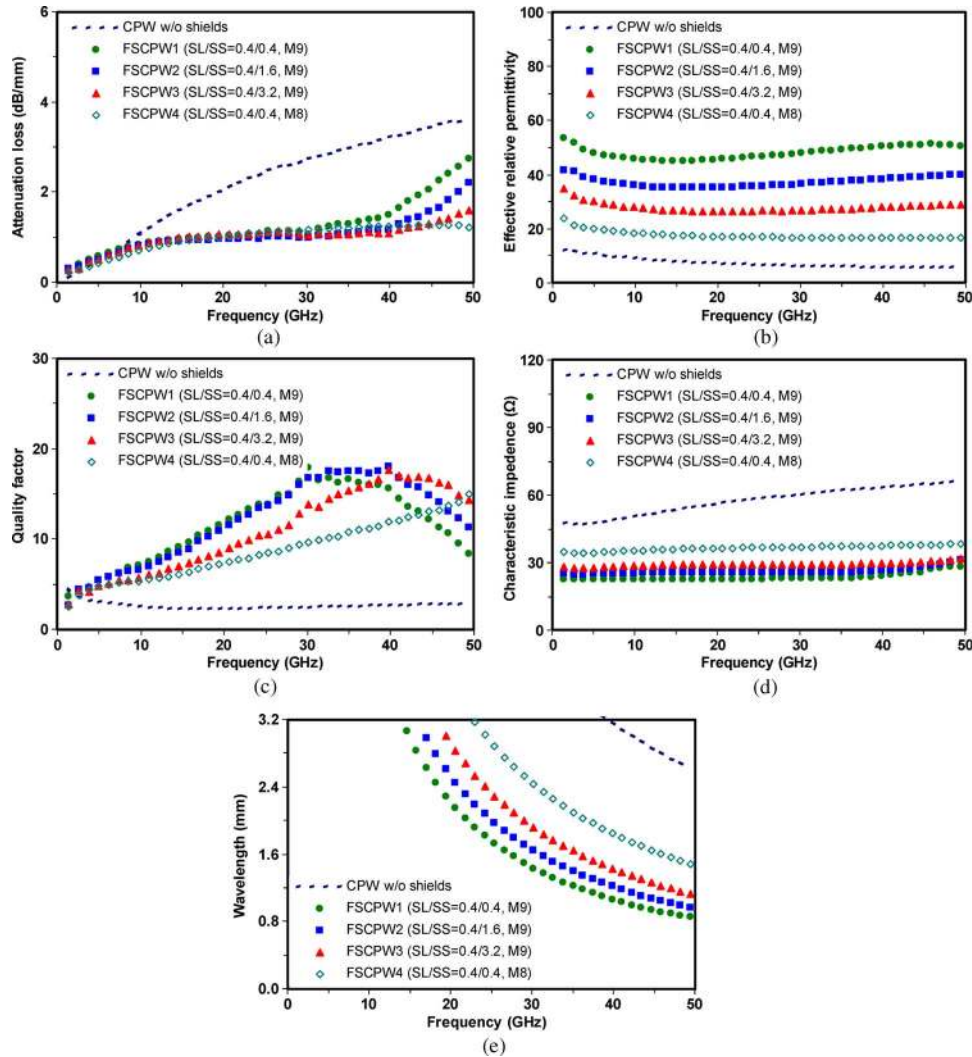 6
4
2
0
Attenuation loss (dB/mm)
CPW w/o shields
FSCPW1 (SL/SS=0.4/0.4, M9)
FSCPW2 (SL/SS=0.4/1.6, M9)
FSCPW3 (SL/SS=0.4/3.2, M9)
FSCPW4 (SL/SS=0.4/0.4, M8)
0 10 20 30 40 50
Frequency (GHz)
(a)
100
80
60
40
20
0
Effective relative permittivity
CPW w/o shields
FSCPW1 (SL/SS=0.4/0.4, M9)
FSCPW2 (SL/SS=0.4/1.6, M9)
FSCPW3 (SL/SS=0.4/3.2, M9)
FSCPW4 (SL/SS=0.4/0.4, M8)
0 10 20 30 40 50
Frequency (GHz)
(b)
30
20
10
0
Quality factor
CPW w/o shields
FSCPW1 (SL/SS=0.4/0.4, M9)
FSCPW2 (SL/SS=0.4/1.6, M9)
FSCPW3 (SL/SS=0.4/3.2, M9)
FSCPW4 (SL/SS=0.4/0.4, M8)
0 10 20 30 40 50
Frequency (GHz)
(c)
120
90
60
30
0
Characteristic impedence (Ω)
CPW w/o shields
FSCPW1 (SL/SS=0.4/0.4, M9)
FSCPW2 (SL/SS=0.4/1.6, M9)
FSCPW3 (SL/SS=0.4/3.2, M9)
FSCPW4 (SL/SS=0.4/0.4, M8)
0 10 20 30 40 50
Frequency (GHz)
(d)
3.2
2.4
1.6
0.8
0.0
Wavelength (mm)
CPW w/o shields
FSCPW1 (SL/SS=0.4/0.4, M9)
FSCPW2 (SL/SS=0.4/1.6, M9)
FSCPW3 (SL/SS=0.4/3.2, M9)
FSCPW4 (SL/SS=0.4/0.4, M8)
0 10 20 30 40 50
Frequency (GHz)
(e)